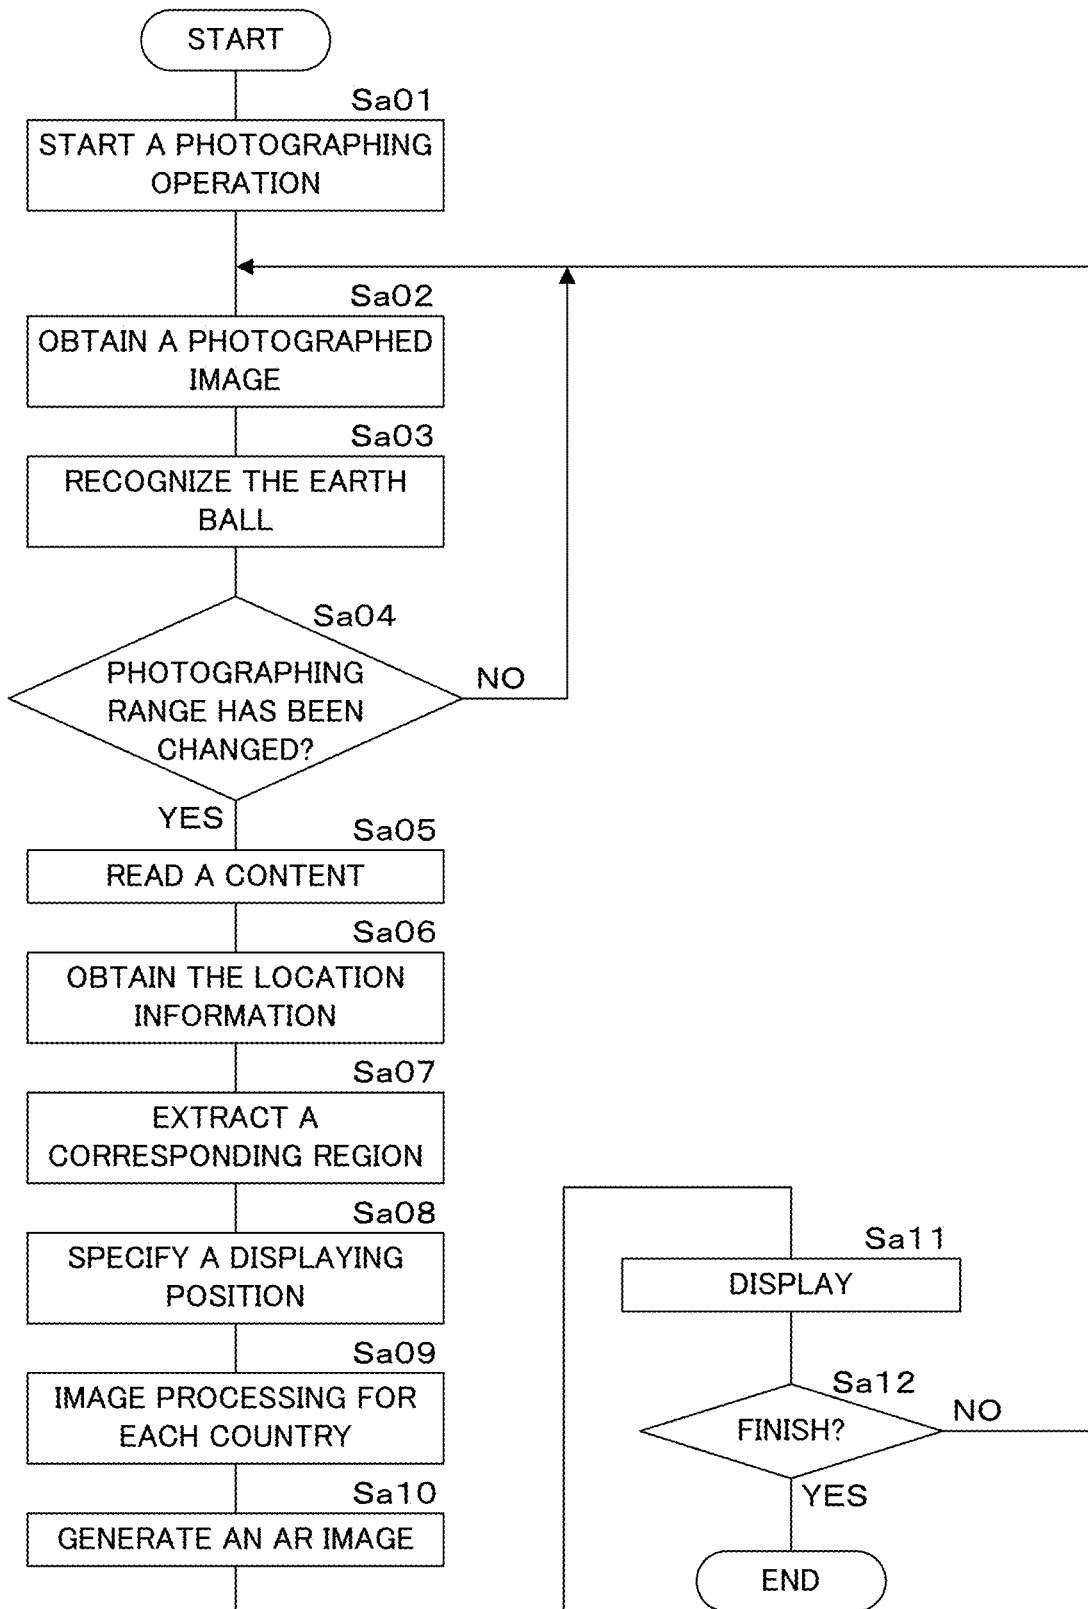 START
Sa01
START A PHOTOGRAPHING
OPERATION
Sa02
OBTAIN A PHOTOGRAPHED
IMAGE
Sa03
RECOGNIZE THE EARTH
BALL
Sa04
PHOTOGRAPHING
RANGE HAS BEEN
CHANGED?
NO
YES
Sa05
READ A CONTENT
Sa06
OBTAIN THE LOCATION
INFORMATION
Sa07
EXTRACT A
CORRESPONDING REGION
Sa08
SPECIFY A DISPLAYING
POSITION
Sa09
IMAGE PROCESSING FOR
EACH COUNTRY
Sa10
GENERATE AN AR IMAGE
Sa11
DISPLAY
Sa12
FINISH?
NO
YES
END